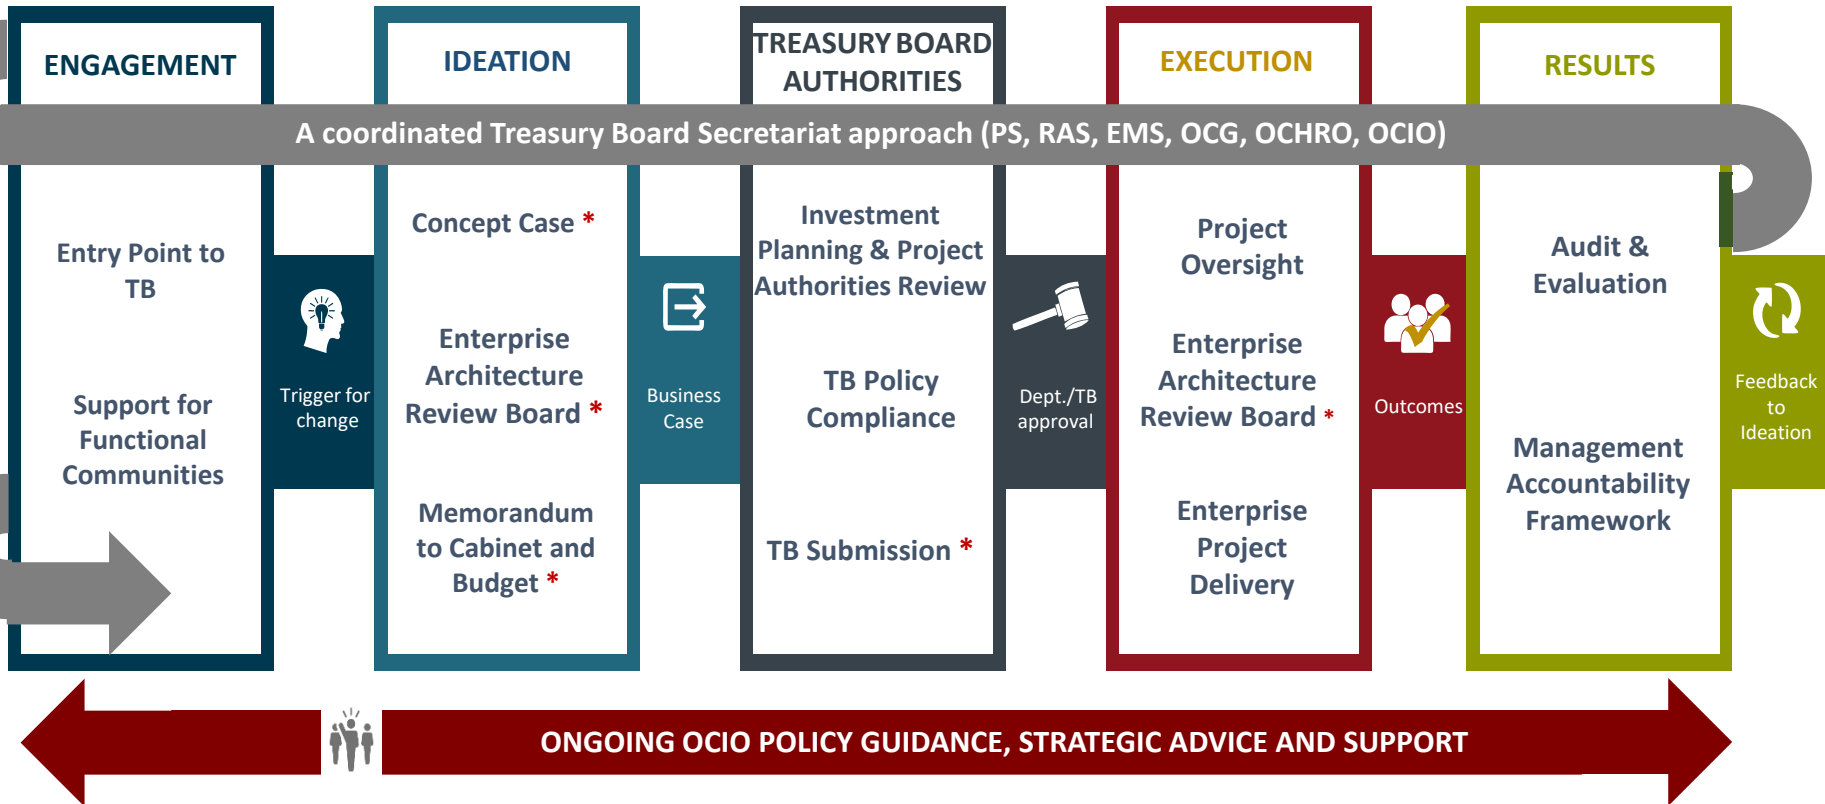 ENGAGEMENT
IDEATION
TREASURY BOARD
AUTHORITIES
EXECUTION
RESULTS
A coordinated Treasury Board Secretariat approach (PS, RAS, EMS, OCG, OCHRO, OCIO)
Entry Point to
TB
Support for
Functional
Communities
Trigger for
change
Concept Case *
Enterprise
Architecture
Review Board *
Memorandum
to Cabinet and
Budget *
Business
Case
Investment
Planning & Project
Authorities Review
TB Policy
Compliance
TB Submission *
Dept./TB
approval
Project
Oversight
Enterprise
Architecture
Review Board *
Enterprise
Project
Delivery
Outcomes
Audit &
Evaluation
Management
Accountability
Framework
Feedback
to
Ideation
ONGOING OCIO POLICY GUIDANCE, STRATEGIC ADVICE AND SUPPORT